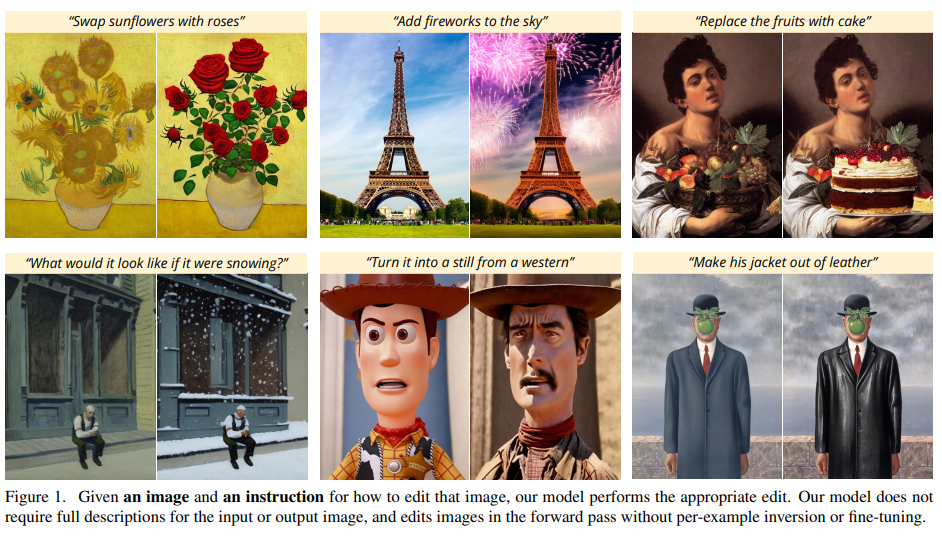 “Swap sunflowers with roses”
“Add fireworks to the sky”
“Replace the fruits with cake”
“What would it look like if it were snowing?”
“Turn it into a still from a western”
“Make his jacket out of leather”
Figure 1. Given an image and an instruction for how to edit that image, our model performs the appropriate edit. Our model does not
require full descriptions for the input or output image, and edits images in the forward pass without per-example inversion or fine-tuning.